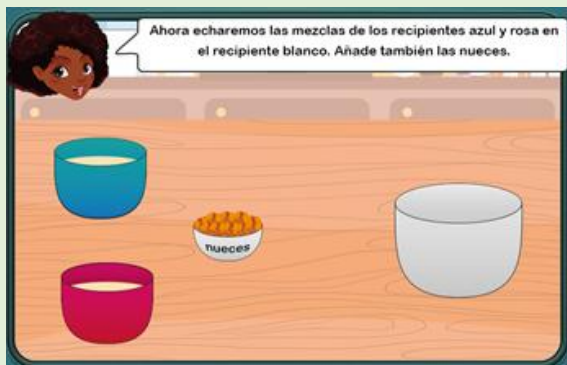 Ahora echaremos las mezclas de los recipientes azul y rosa en
el recipiente blanco. Añade también las nueces.
nueces